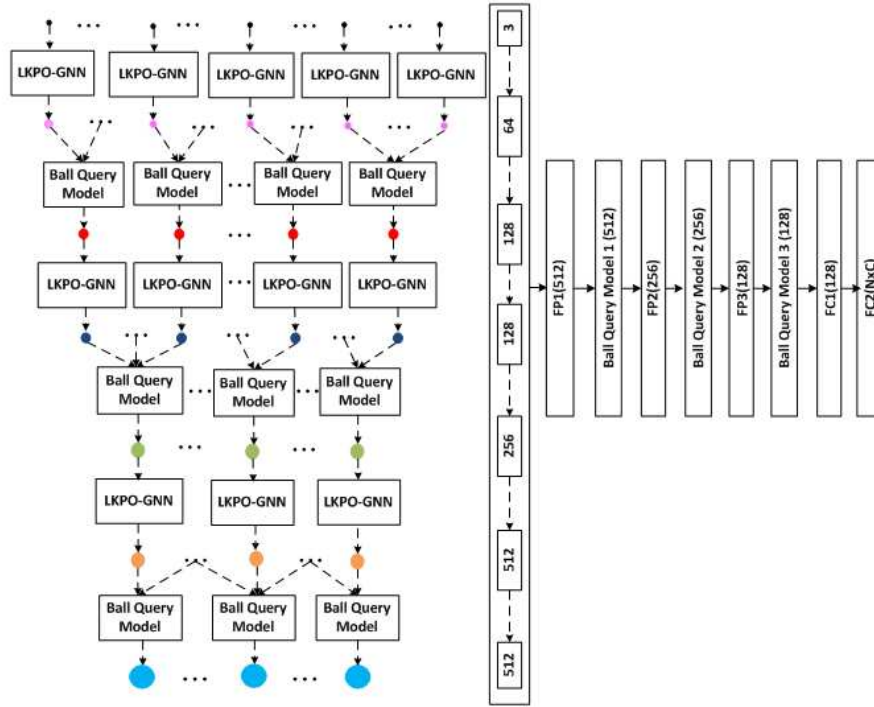 LKPO-GNN LKPO-GNN LKPO-GNN LKPO-GNN LKPO-GNN
Ball Query Model
Ball Query Model
Ball Query Model
Ball Query Model
LKPO-GNN LKPO-GNN LKPO-GNN LKPO-GNN
Ball Query Model
Ball Query Model
Ball Query Model
LKPO-GNN LKPO-GNN LKPO-GNN
Ball Query Model
Ball Query Model
Ball Query Model
3
64
128
128
256
512
512
FP1(512)
Ball Query Model 1 (512)
FP2(256)
Ball Query Model 2 (256)
FP3(128)
Ball Query Model 3 (128)
FC1(128)
FC2(NxC)